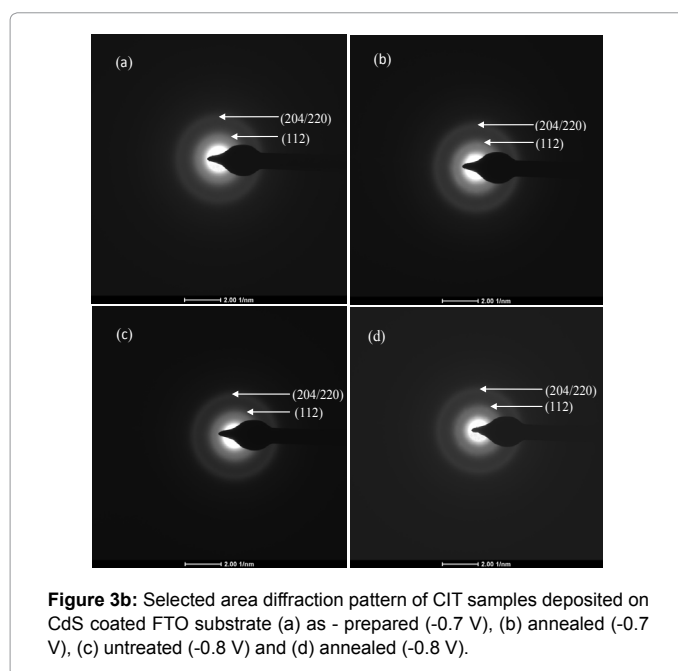 (a)
(204/220)
(112)
2.00 1/nm
(b)
(204/220)
(112)
2.00 1/nm
(c)
(204/220)
(112)
2.00 1/nm
(d)
(204/220)
(112)
2.00 1/nm
Figure 3b: Selected area diffraction pattern of CIT samples deposited on
CdS coated FTO substrate (a) as - prepared (-0.7 V), (b) annealed (-0.7
V), (c) untreated (-0.8 V) and (d) annealed (-0.8 V).